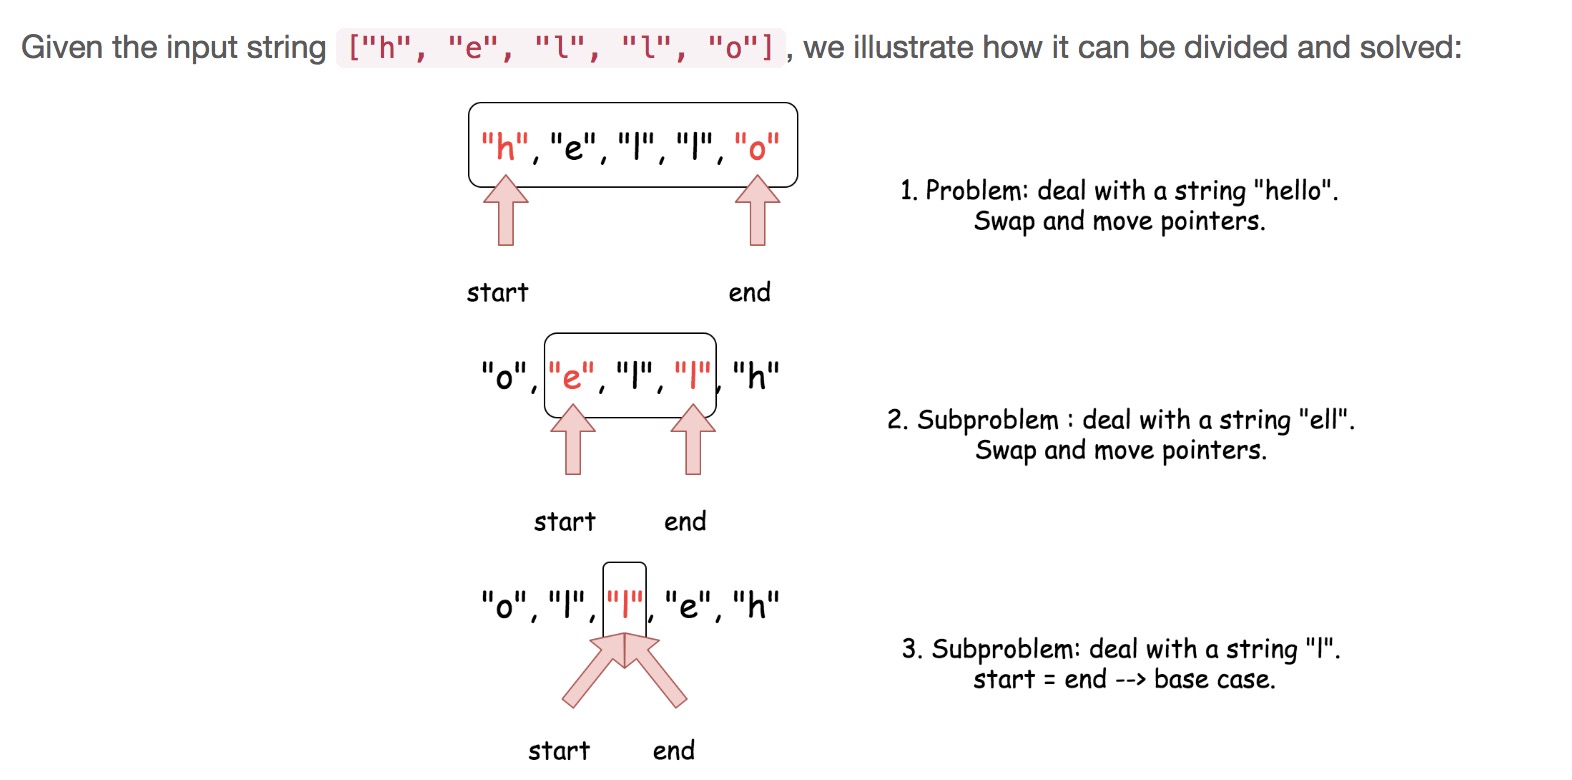 Given the input string ["h", "e", "l", "l", "o"], we illustrate how it can be divided and solved:
"h", "e", "l", "l", "o"
1. Problem: deal with a string "hello".
Swap and move pointers.
start end
"o", "e", "l", "l", "h"
2. Subproblem : deal with a string "ell".
Swap and move pointers.
start end
"o", "l", "l", "e", "h"
3. Subproblem: deal with a string "l".
start = end --> base case.
start end